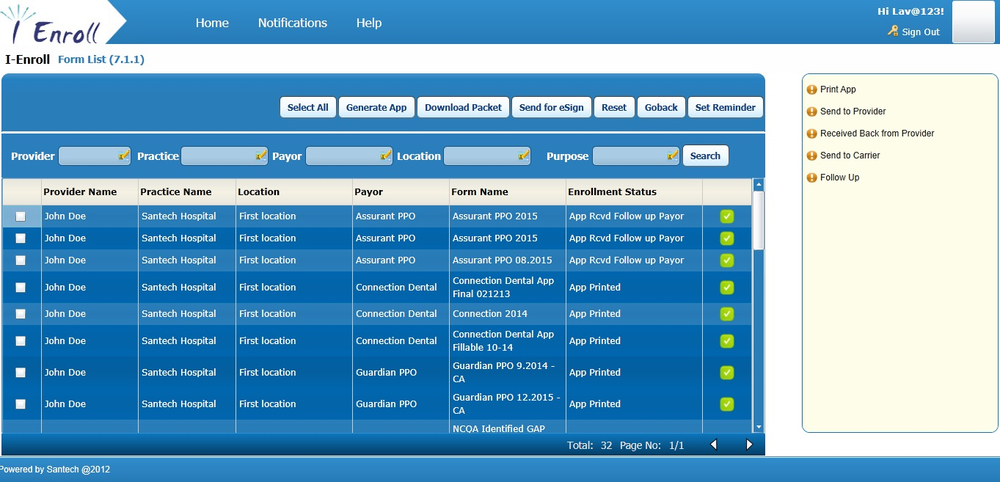 I Enroll
Home Notifications Help
Hi Lav@123!
Sign Out
I-Enroll Form List (7.1.1)
Select All Generate App Download Packet Send for eSign Reset Goback Set Reminder
Provider Practice Payor Location Purpose Search
Provider Name Practice Name Location Payor Form Name Enrollment Status
John Doe Santech Hospital First location Assurant PPO Assurant PPO 2015 App Rcvd Follow up Payor
John Doe Santech Hospital First location Assurant PPO Assurant PPO 2015 App Rcvd Follow up Payor
John Doe Santech Hospital First location Assurant PPO Assurant PPO 08.2015 App Rcvd Follow up Payor
John Doe Santech Hospital First location Connection Dental Connection Dental App
Final 021213 App Printed
John Doe Santech Hospital First location Connection Dental Connection 2014 App Printed
John Doe Santech Hospital First location Connection Dental Connection Dental App
Fillable 10-14 App Printed
John Doe Santech Hospital First location Guardian PPO Guardian PPO 9.2014 -
CA App Printed
John Doe Santech Hospital First location Guardian PPO Guardian PPO 12.2015 -
CA App Printed
NCQA Identified GAP
Total: 32 Page No: 1/1
Print App
Send to Provider
Received Back from Provider
Send to Carrier
Follow Up
Powered by Santech @2012